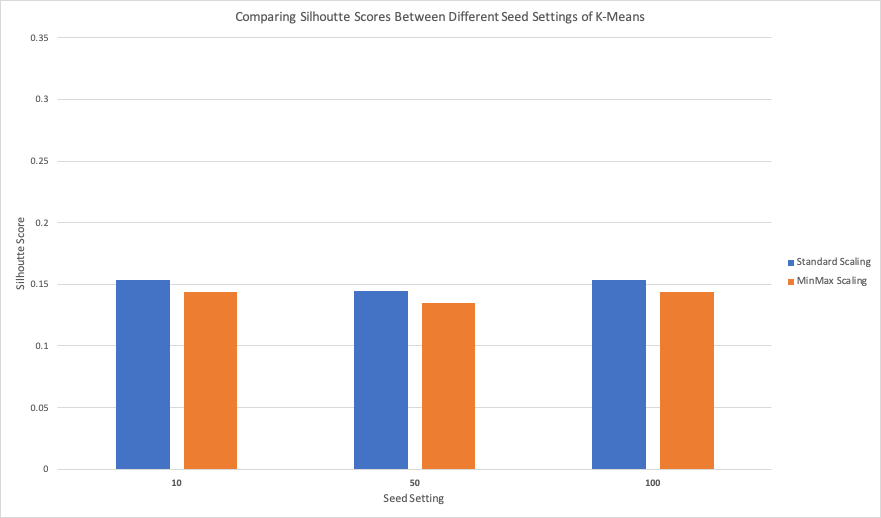 Comparing Silhoutte Scores Between Different Seed Settings of K-Means
0.35
0.3
0.25
0.2
0.15
0.1
0.05
0
Silhoutte Score
10 50 100
Seed Setting
Standard Scaling
MinMax Scaling